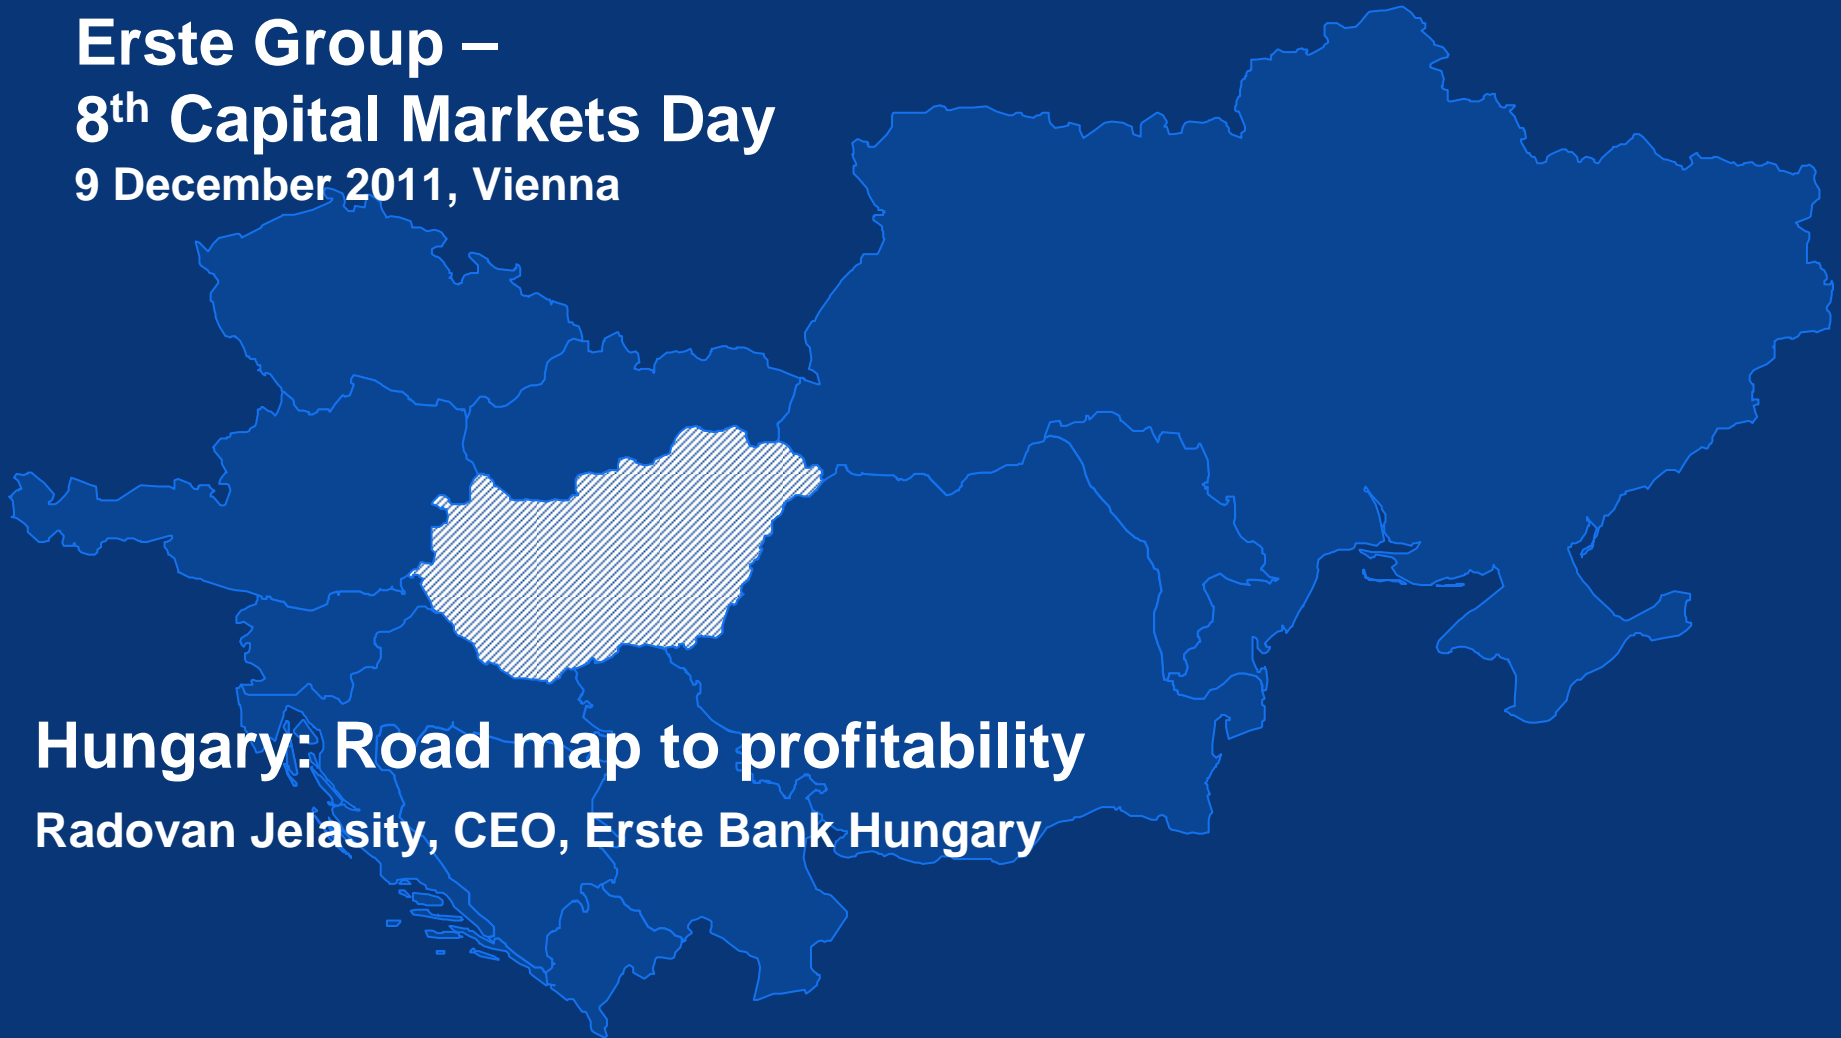 Erste Group –
8th Capital Markets Day
9 December 2011, Vienna
Hungary: Road map to profitability
Radovan Jelasity, CEO, Erste Bank Hungary